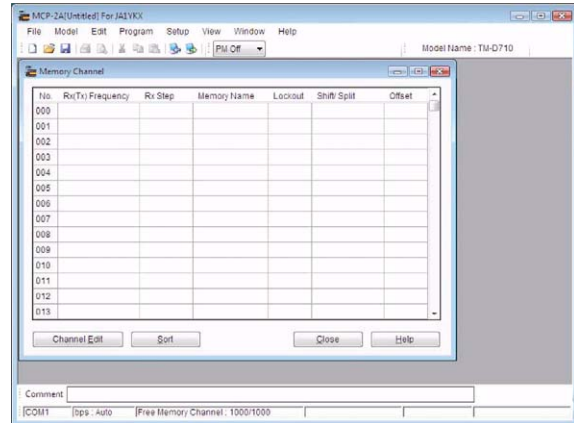 MCP-2A[Untitled] For JA1YKX
File Model Edit Program Setup View Window Help
PM Off Model Name : TM-D710
Memory Channel
No. Rx(Tx) Frequency Rx Step Memory Name Lockout Shift/ Split Offset
000
001
002
003
004
005
006
007
008
009
010
011
012
013
Channel Edit Sort Close Help
Comment
COM1 bps : Auto Free Memory Channel : 1000/1000